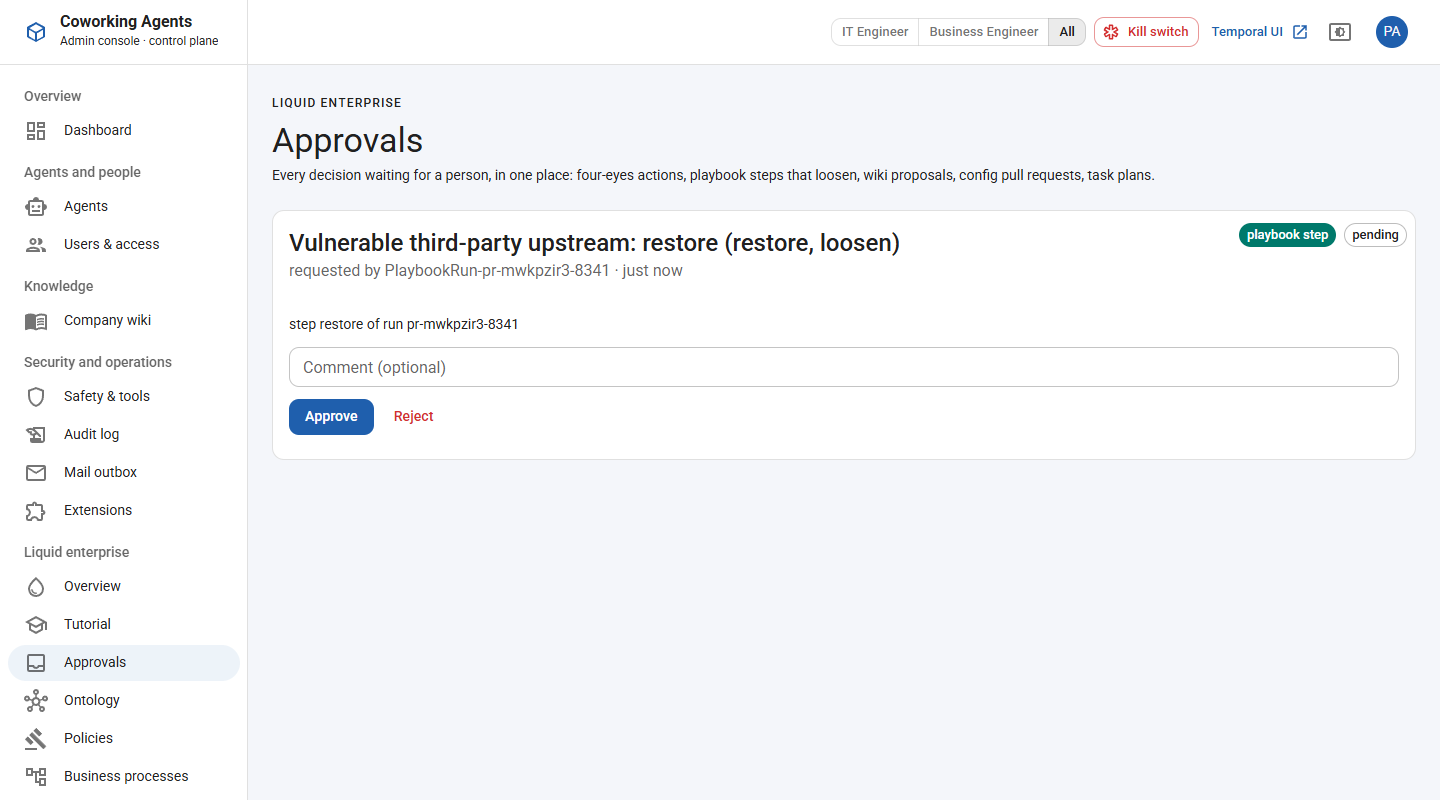 Coworking Agents
Admin console · control plane
IT Engineer
Business Engineer
All
Kill switch
Temporal UI
PA
Overview
Dashboard
Agents and people
Agents
Users & access
Knowledge
Company wiki
Security and operations
Safety & tools
Audit log
Mail outbox
Extensions
Liquid enterprise
Overview
Tutorial
Approvals
Ontology
Policies
Business processes
LIQUID ENTERPRISE
Approvals
Every decision waiting for a person, in one place: four-eyes actions, playbook steps that loosen, wiki proposals, config pull requests, task plans.
Vulnerable third-party upstream: restore (restore, loosen)
playbook step
pending
requested by PlaybookRun-pr-mwkpzir3-8341 · just now
step restore of run pr-mwkpzir3-8341
Comment (optional)
Approve
Reject